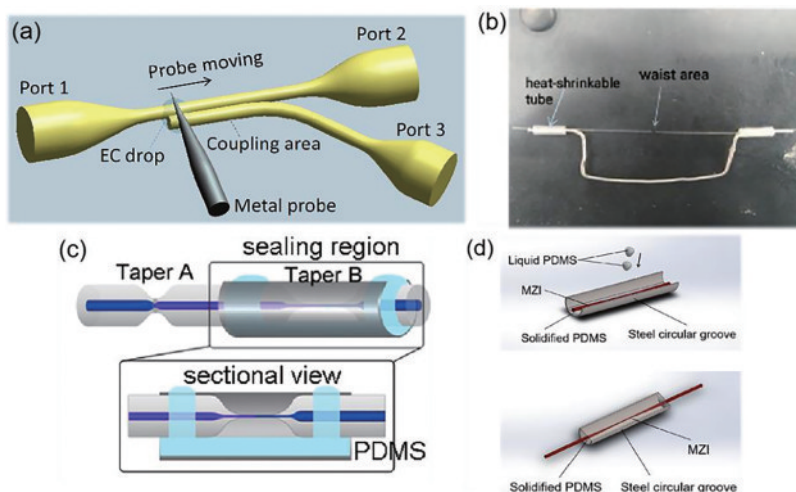 (a)
Port 2
Probe moving
Port 1
Port 3
EC drop
Coupling area
Metal probe
(b)
heat-shrinkable
tube
waist area
(c)
sealing region
Taper A
Taper B
sectional view
PDMS
(d)
Liquid PDMS
MZI
Solidified PDMS
Steel circular groove
MZI
Solidified PDMS
Steel circular groove